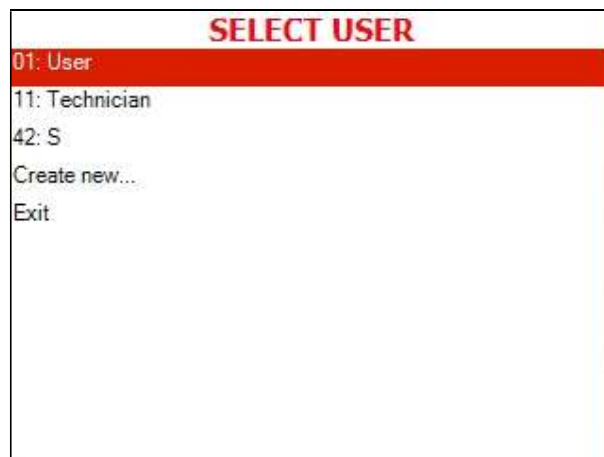 SELECT USER
01: User
11: Technician
42: S
Create new...
Exit